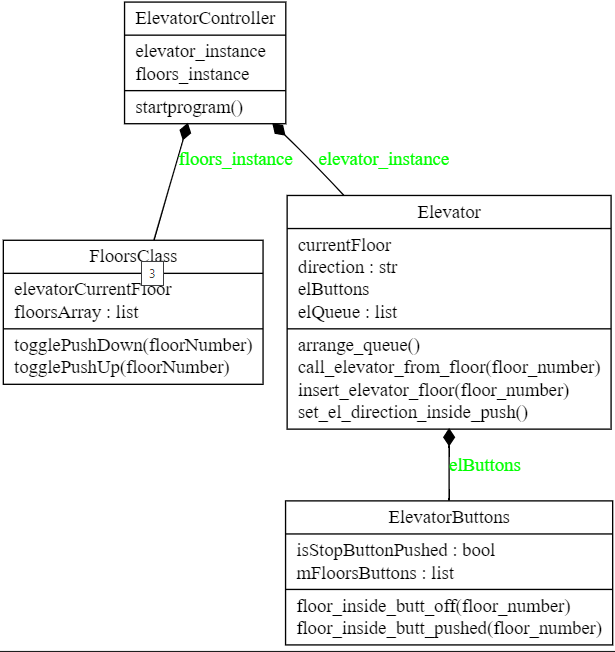 ElevatorController
elevator_instance
floors_instance
startprogram()
floors_instance
elevator_instance
FloorsClass
3
elevatorCurrentFloor
floorsArray : list
togglePushDown(floorNumber)
togglePushUp(floorNumber)
Elevator
currentFloor
direction : str
elButtons
elQueue : list
arrange_queue()
call_elevator_from_floor(floor_number)
insert_elevator_floor(floor_number)
set_el_direction_inside_push()
elButtons
ElevatorButtons
isStopButtonPushed : bool
mFloorsButtons : list
floor_inside_butt_off(floor_number)
floor_inside_butt_pushed(floor_number)